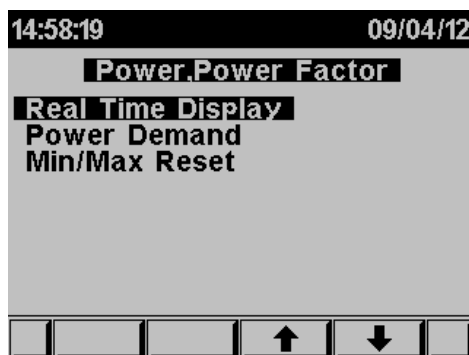 14:58:19 09/04/12
Power,Power Factor
Real Time Display
Power Demand
Min/Max Reset